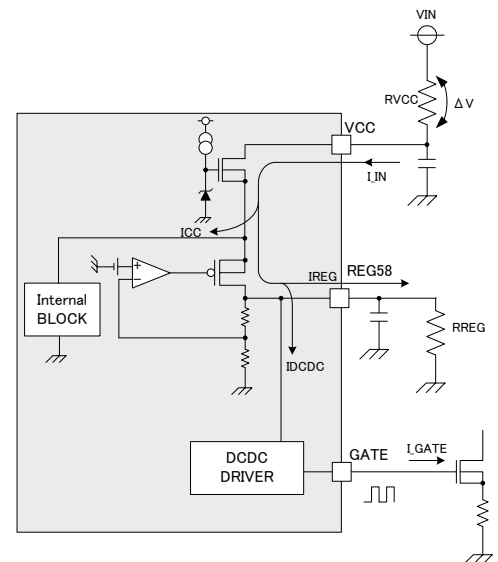 VIN
RVCC
ΔV
VCC
I_IN
ICC
+
-
IREG
REG58
Internal
BLOCK
RREG
IDCDC
DCDC
DRIVER
GATE
I_GATE